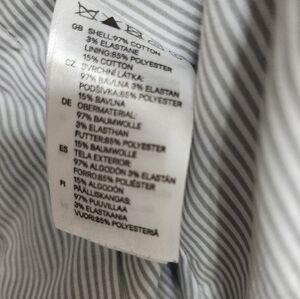 GB SHELL:97% COTTON
3% ELASTANE
LINING:85% POLYESTER
15% COTTON
CZ SVRCHNÍ LÁTKA:
97% BAVLNA 3% ELASTAN
PODŠÍVKA:85% POLYESTER
15% BAVLNA
DE OBERMATERIAL:
97% BAUMWOLLE
3% ELASTHAN
FUTTER:85% POLYESTER
15% BAUMWOLLE
ES TELA EXTERIOR:
97% ALGODÓN 3% ELASTÁN
FORRO:85% POLIÉSTER
15% ALGODÓN
FI PÄÄLLISKANGAS:
97% PUUVILLAA
3% ELASTAANIA
VUORI:85% POLYESTERIÄ